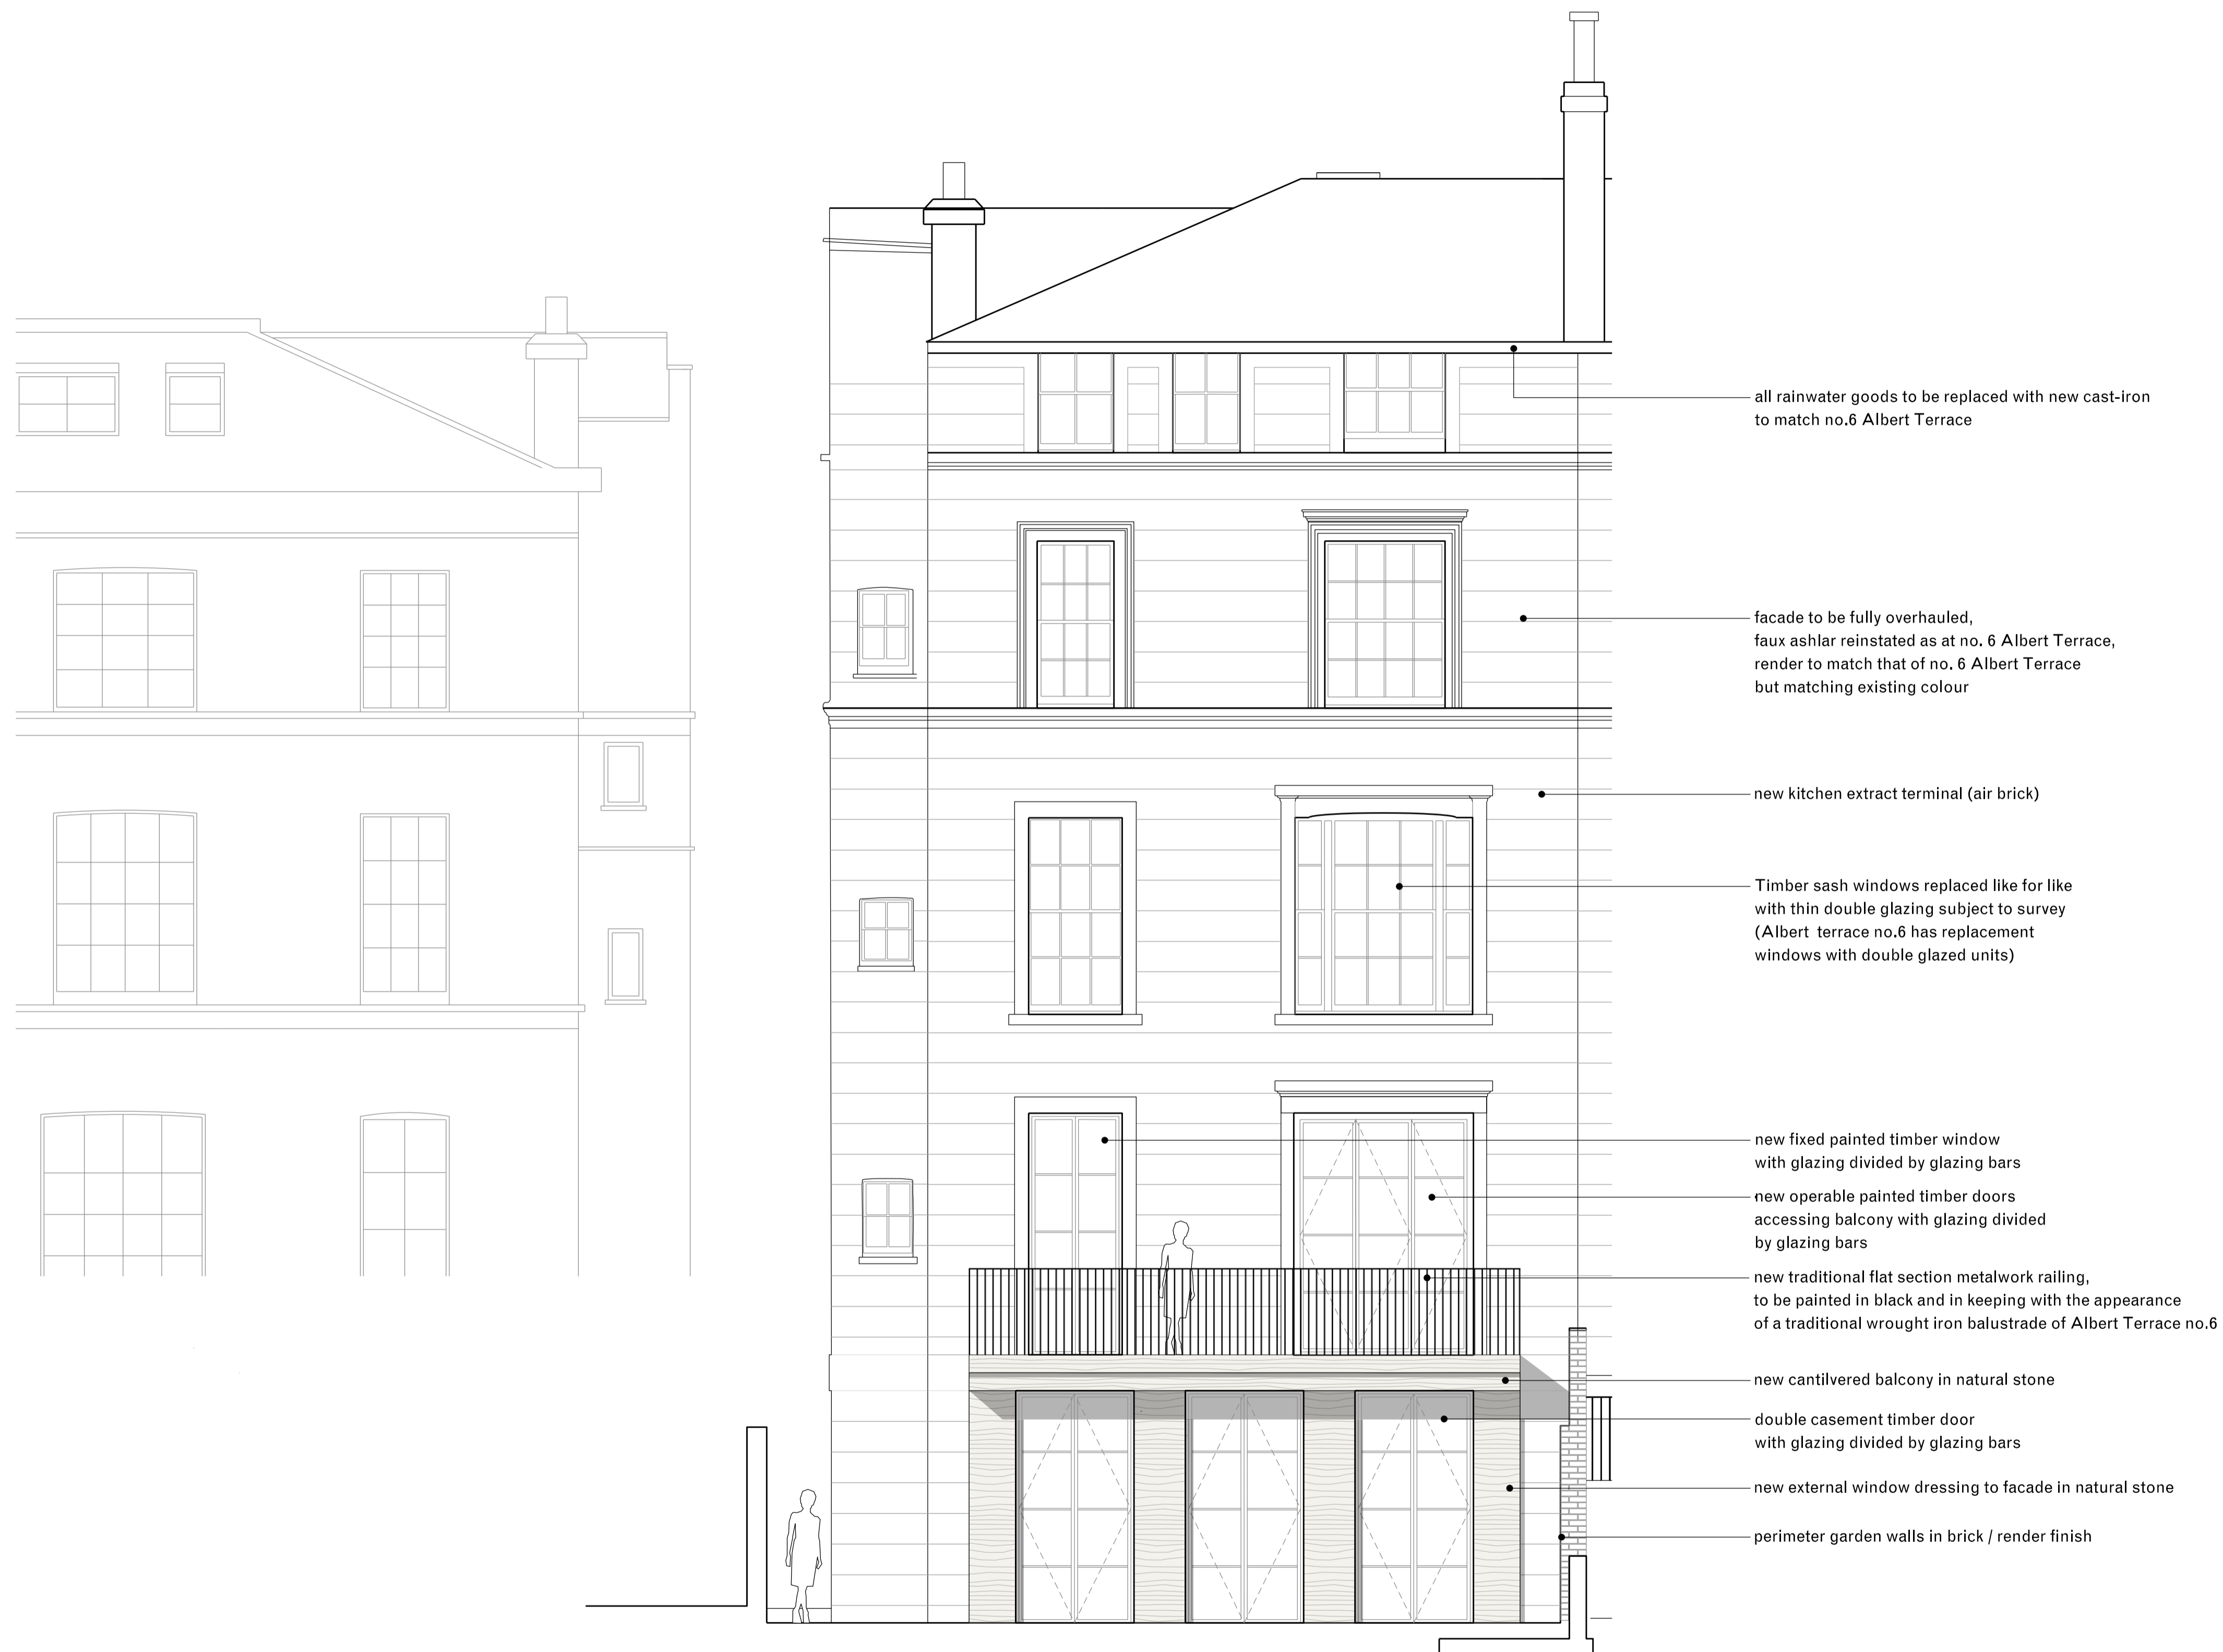 all rainwater goods to be replaced with new cast-iron
to match no.6 Albert Terrace
facade to be fully overhauled,
faux ashlar reinstated as at no. 6 Albert Terrace,
render to match that of no. 6 Albert Terrace
but matching existing colour
new kitchen extract terminal (air brick)
Timber sash windows replaced like for like
with thin double glazing subject to survey
(Albert terrace no.6 has replacement
windows with double glazed units)
new fixed painted timber window
with glazing divided by glazing bars
new operable painted timber doors
accessing balcony with glazing divided
by glazing bars
new traditional flat section metalwork railing,
to be painted in black and in keeping with the appearance
of a traditional wrought iron balustrade of Albert Terrace no.6
new cantilvered balcony in natural stone
double casement timber door
with glazing divided by glazing bars
new external window dressing to facade in natural stone
perimeter garden walls in brick / render finish